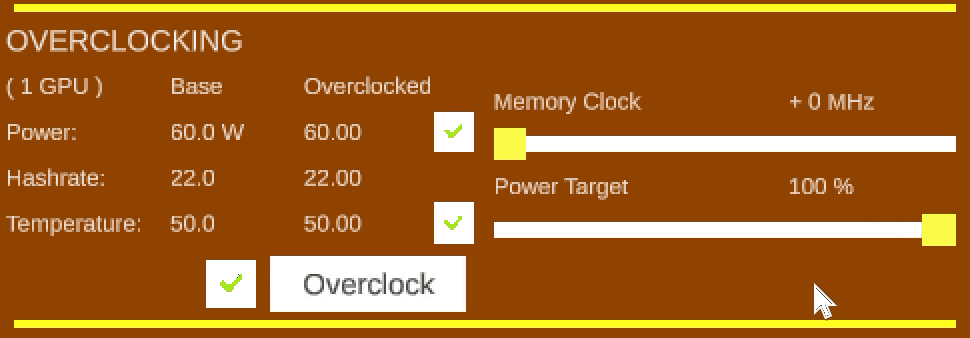 OVERCLOCKING
( 1 GPU ) Base Overclocked
Memory Clock + 0 MHz
Power: 60.0 W 60.00
Hashrate: 22.0 22.00
Power Target 100 %
Temperature: 50.0 50.00
Overclock